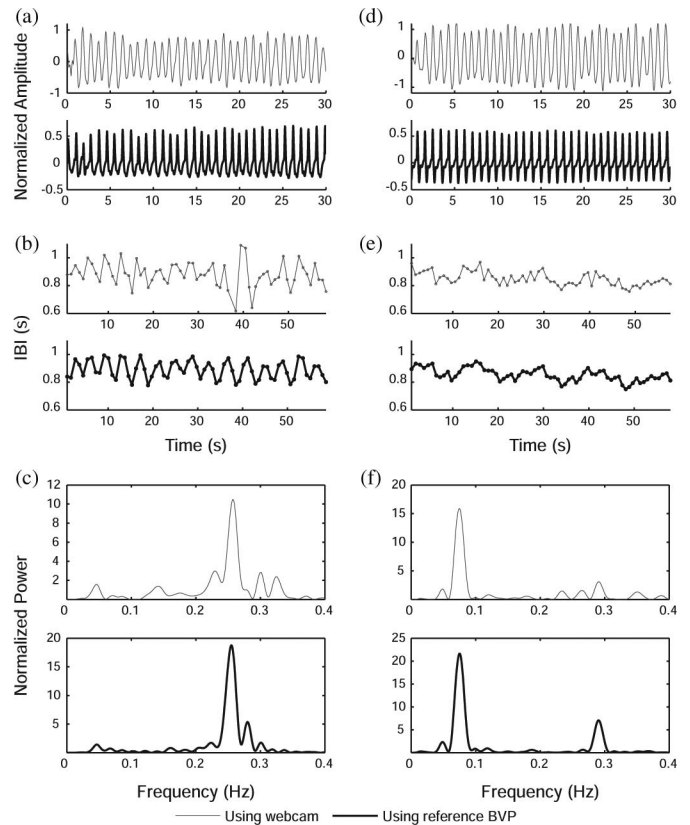 (a) (d)
Normalized Amplitude
1
0
1
0 5 10 15 20 25 30
1
0
1
0 5 10 15 20 25 30
0.5
0
-0.5
0 5 10 15 20 25 30
0.5
0
-0.5
0 5 10 15 20 25 30
(b) (e)
IBI (s)
1
0.8
0.6
10 20 30 40 50
1
0.8
0.6
10 20 30 40 50
1
0.8
0.6
10 20 30 40 50
1
0.8
0.6
10 20 30 40 50
Time (s) Time (s)
(c) (f)
Normalized Power
12
10
8
6
4
2
0 0.1 0.2 0.3 0.4
20
15
10
5
0 0.1 0.2 0.3 0.4
20
15
10
5
0 0.1 0.2 0.3 0.4
25
20
15
10
5
0 0.1 0.2 0.3 0.4
Frequency (Hz) Frequency (Hz)
Using webcam Using reference BVP